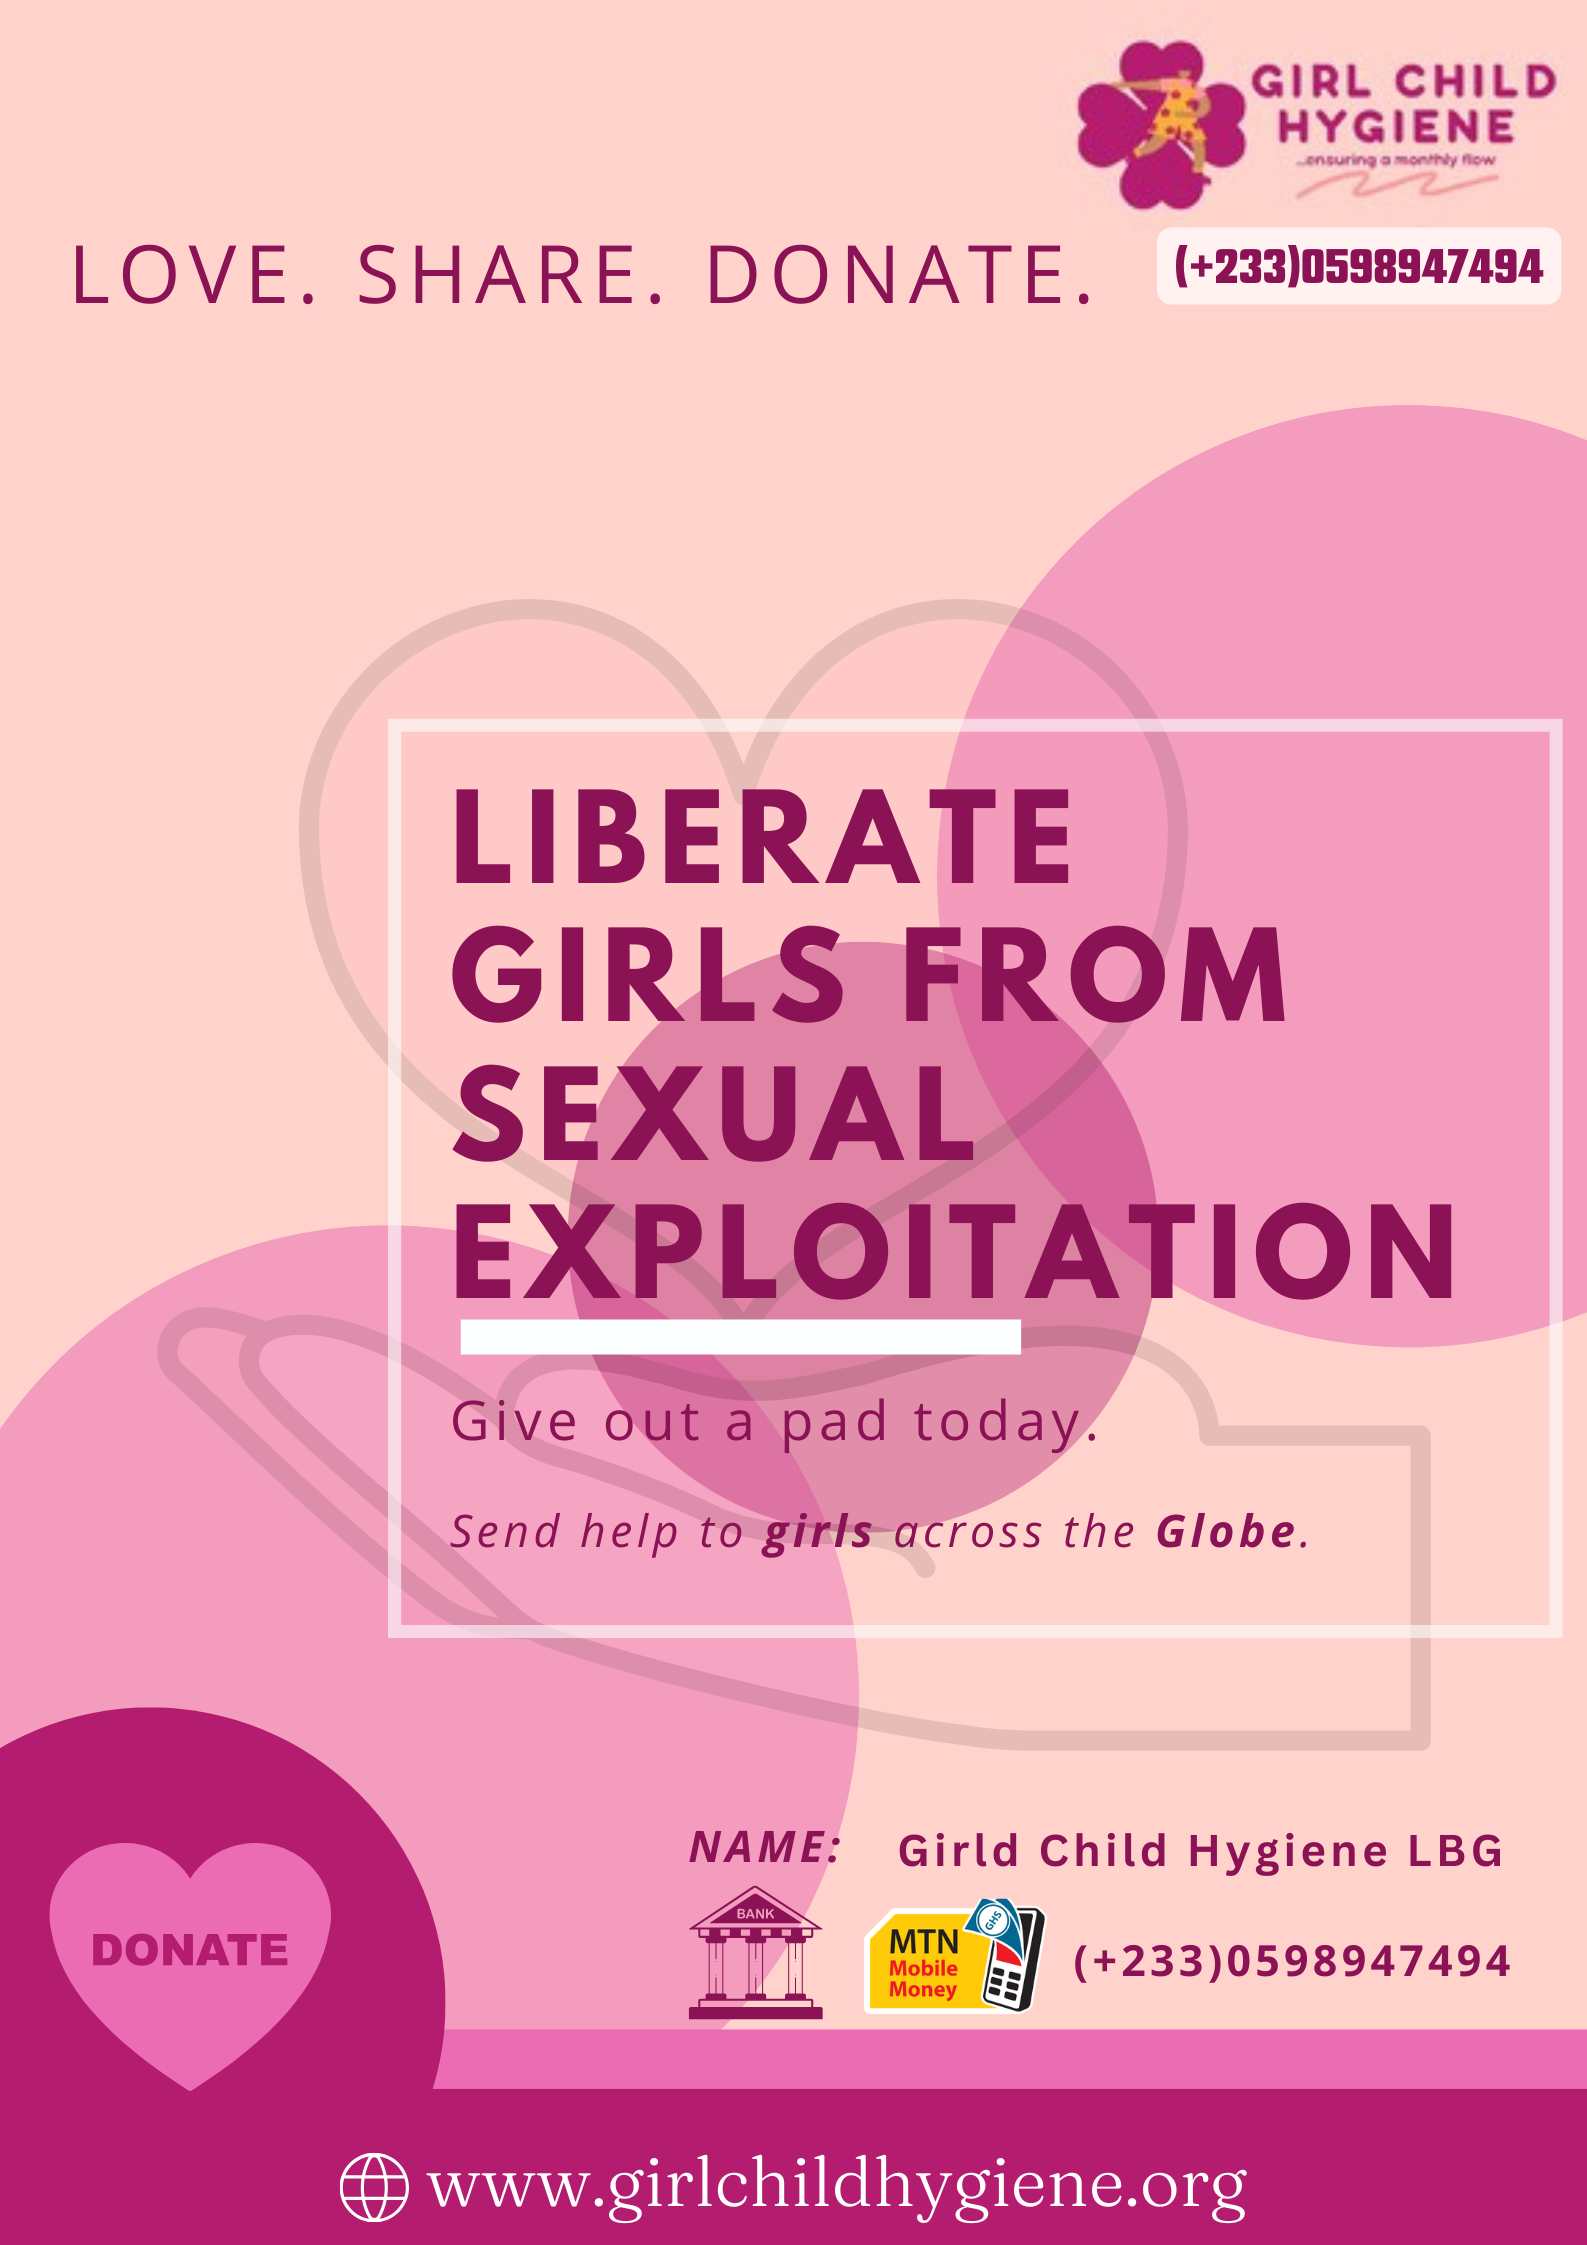 GIRL CHILD
HYGIENE
...ensuring a monthly flow
LOVE. SHARE. DONATE.
(+233)0598947494
LIBERATE
GIRLS FROM
SEXUAL
EXPLOITATION
Give out a pad today.
Send help to girls across the Globe.
NAME: Girld Child Hygiene LBG
BANK
MTN
Mobile
Money
GHS
(+233)0598947494
DONATE
www.girlchildhygiene.org